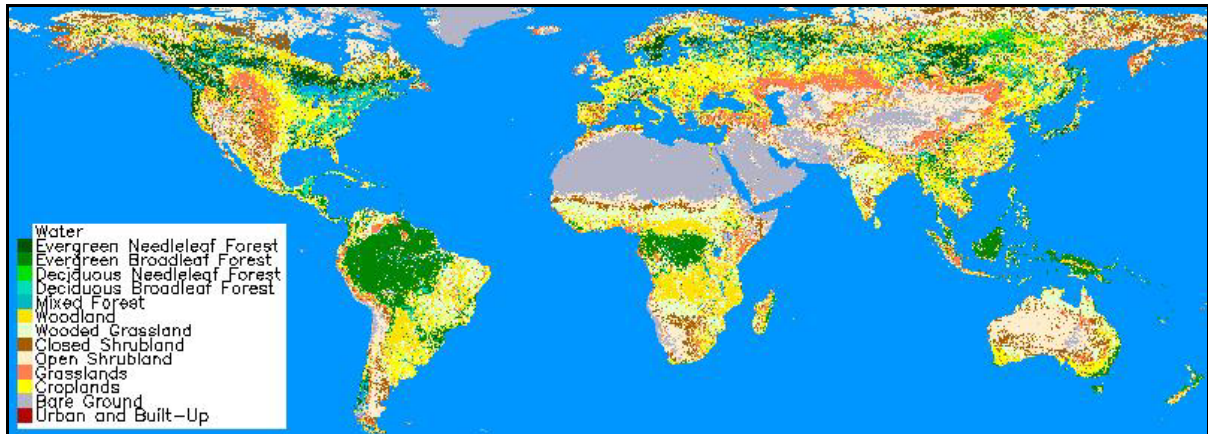 Water
Evergreen Needleleaf Forest
Evergreen Broadleaf Forest
Deciduous Needleleaf Forest
Deciduous Broadleaf Forest
Mixed Forest
Woodland
Wooded Grassland
Closed Shrubland
Open Shrubland
Grasslands
Croplands
Bare Ground
Urban and Built-Up